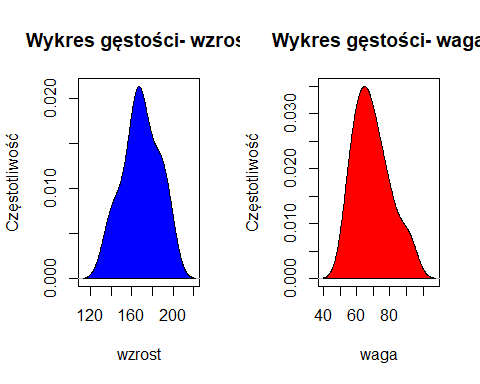 Wykres gęstości- wzros
Częstotliwość
0.000 0.010 0.020
120 160 200
wzrost
Wykres gęstości- waga
Częstotliwość
0.000 0.010 0.020 0.030
40 60 80
waga